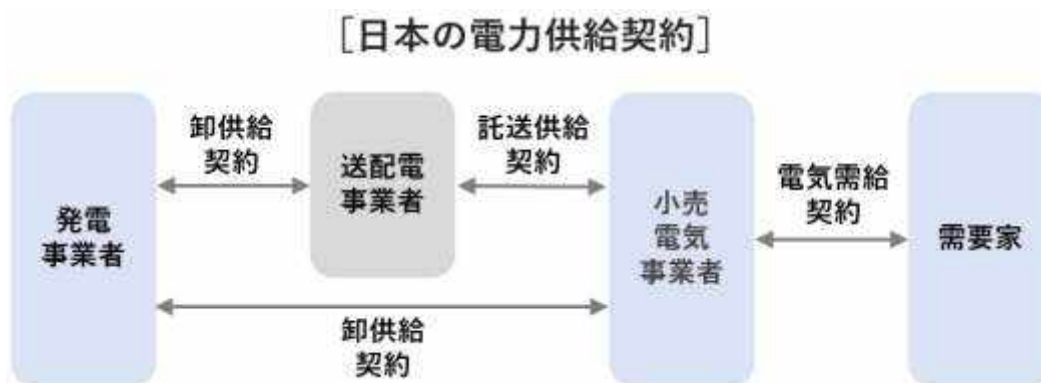 ［日本の電力供給契約］
卸供給
契約
託送供給
契約
送配電
事業者
電気需給
契約
発電
事業者
小売
電気
事業者
需要家
卸供給
契約